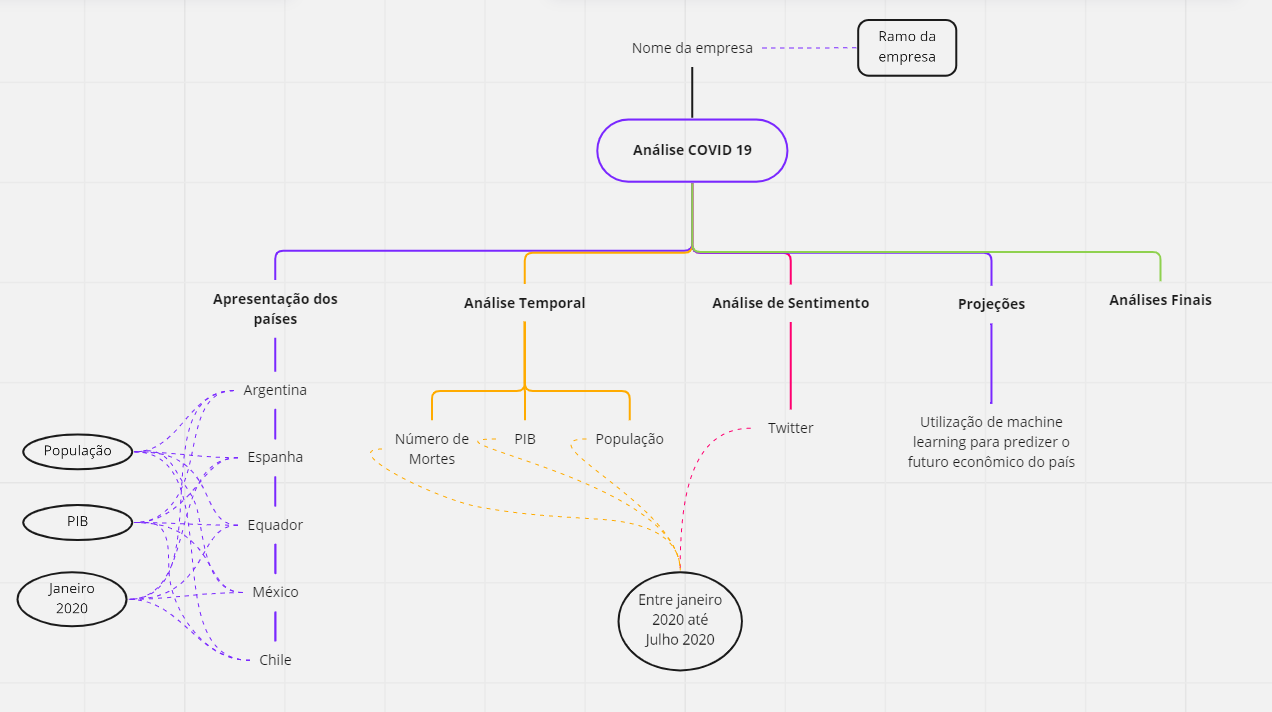 Nome da empresa
Ramo da
empresa
Análise COVID 19
Apresentação dos
países
Análise Temporal
Análise de Sentimento
Projeções
Análises Finais
Argentina
Espanha
Equador
México
Chile
População
PIB
Janeiro
2020
Número de
Mortes
PIB
População
Twitter
Utilização de machine
learning para predizer o
futuro econômico do país
Entre janeiro
2020 até
Julho 2020